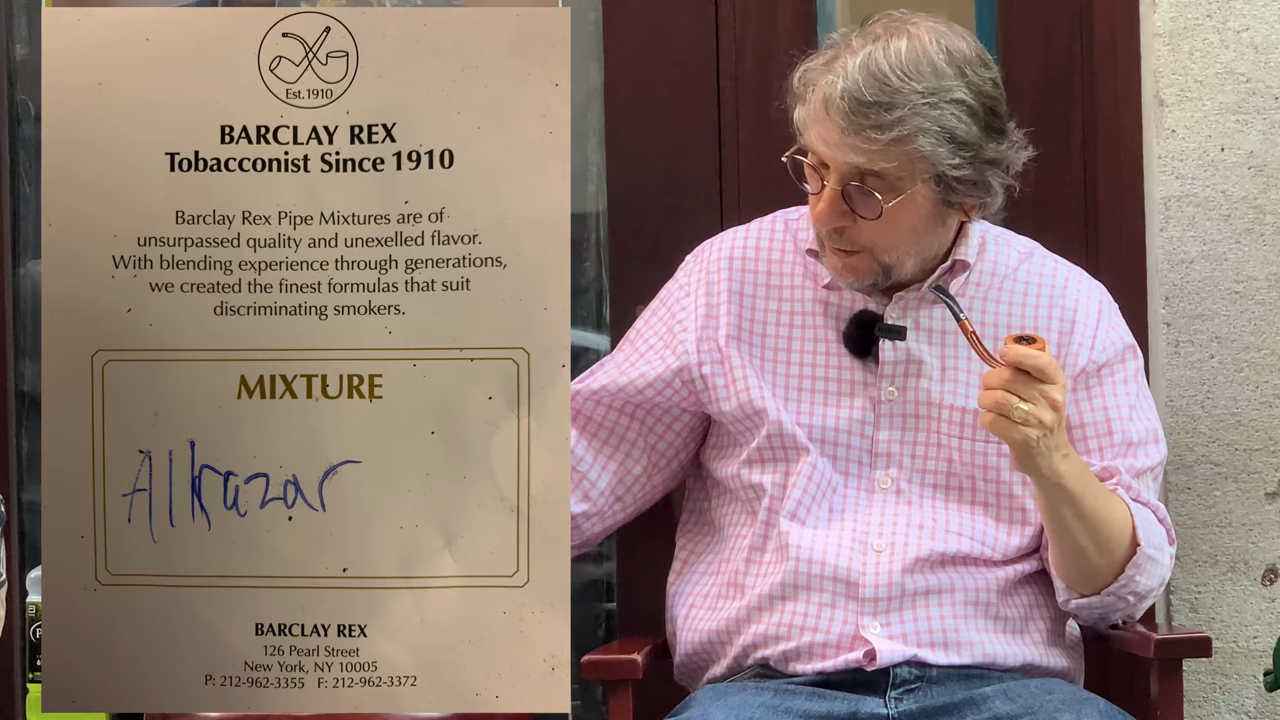 Est.1910
BARCLAY REX
Tobacconist Since 1910
Barclay Rex Pipe Mixtures are of
unsurpassed quality and unexelled flavor.
With blending experience through generations,
we created the finest formulas that suit
discriminating smokers.
MIXTURE
Alkazar
BARCLAY REX
126 Pearl Street
New York, NY 10005
P: 212-962-3355 F: 212-962-3372